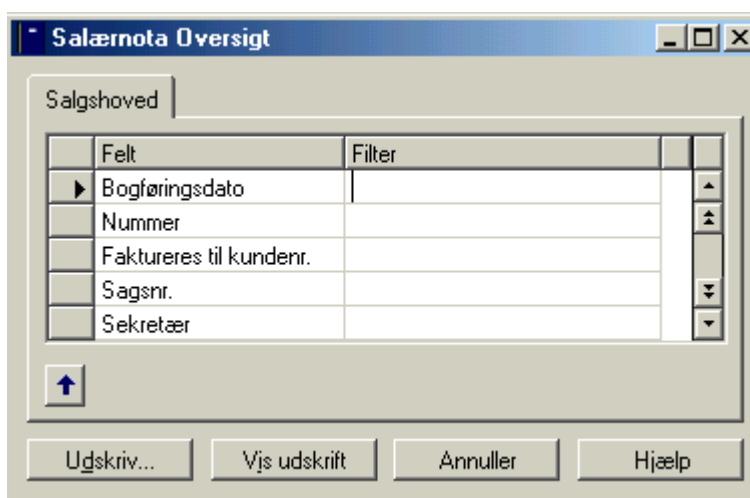 Salærnota Oversigt
Salgshoved
Felt Filter
Bogføringsdato
Nummer
Faktureres til kundenr.
Sagsnr.
Sekretær
Udskriv... Vis udskrift Annuller Hjælp